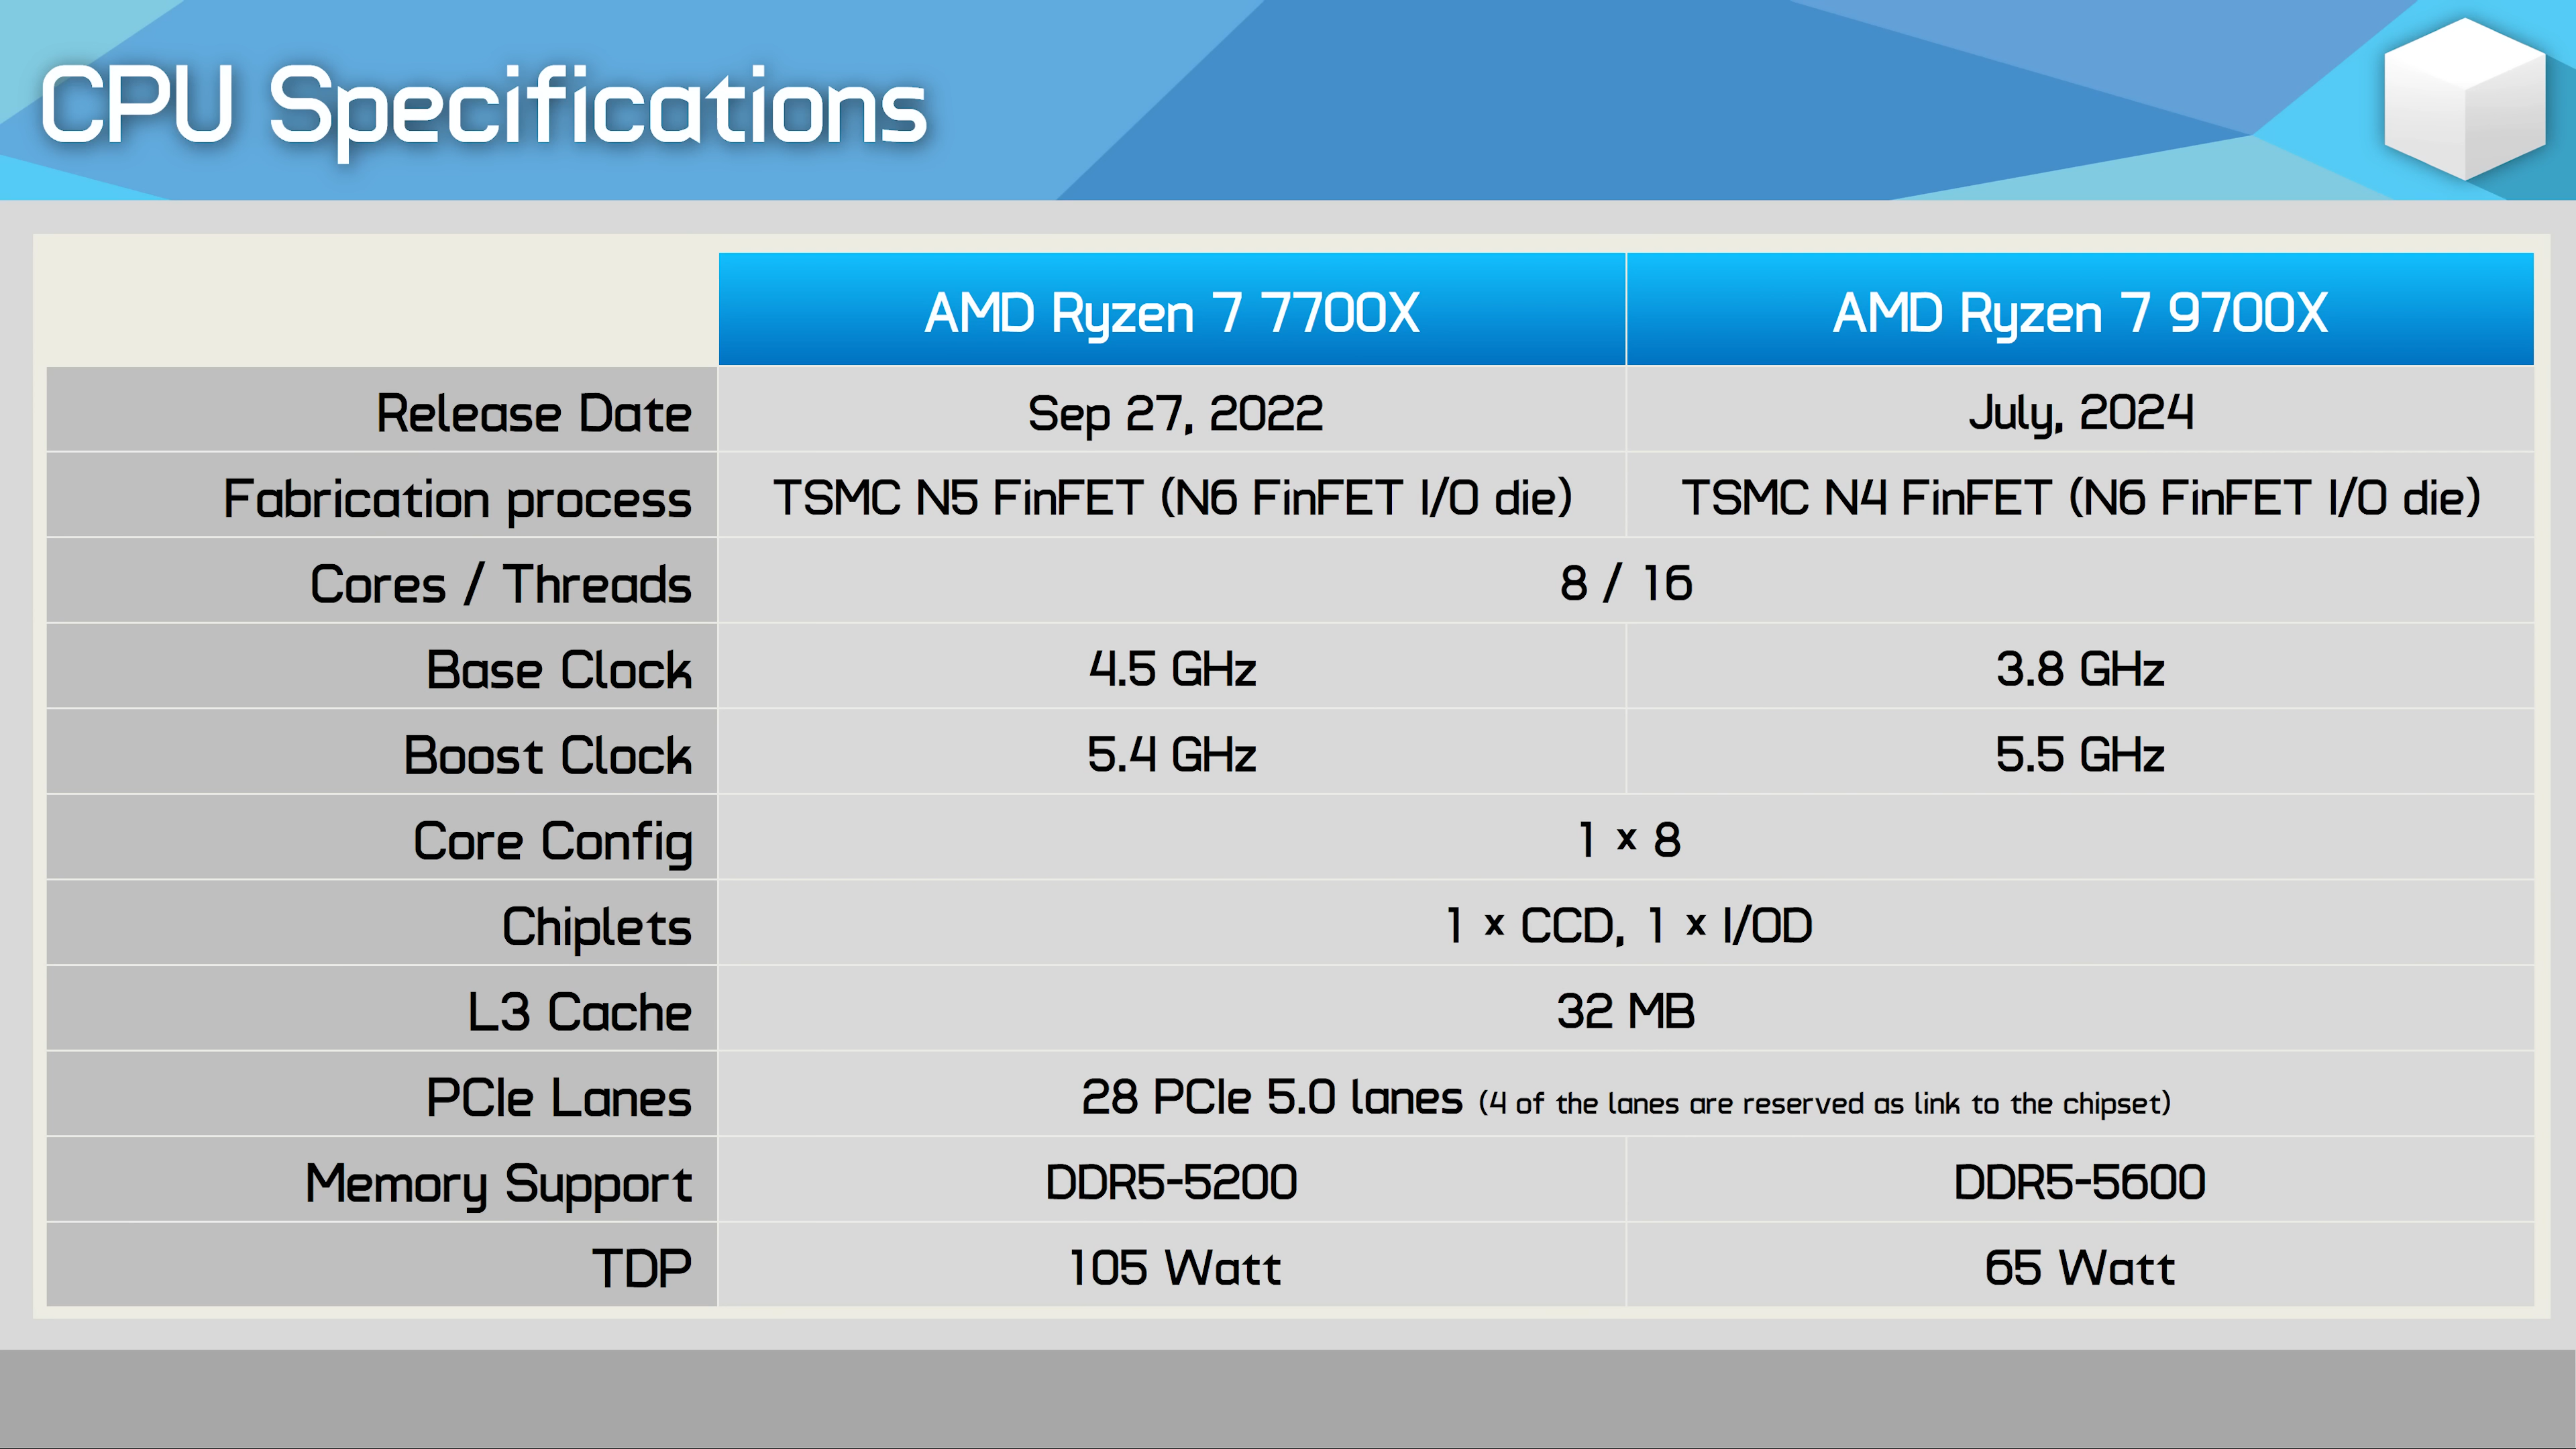 CPU Specifications
AMD Ryzen 7 7700X AMD Ryzen 7 9700X
Release Date Sep 27, 2022 July, 2024
Fabrication process TSMC N5 FinFET (N6 FinFET I/O die) TSMC N4 FinFET (N6 FinFET I/O die)
Cores / Threads 8 / 16
Base Clock 4.5 GHz 3.8 GHz
Boost Clock 5.4 GHz 5.5 GHz
Core Config 1 × 8
Chiplets 1 × CCD, 1 × I/OD
L3 Cache 32 MB
PCIe Lanes 28 PCIe 5.0 lanes (4 of the lanes are reserved as link to the chipset)
Memory Support DDR5-5200 DDR5-5600
TDP 105 Watt 65 Watt